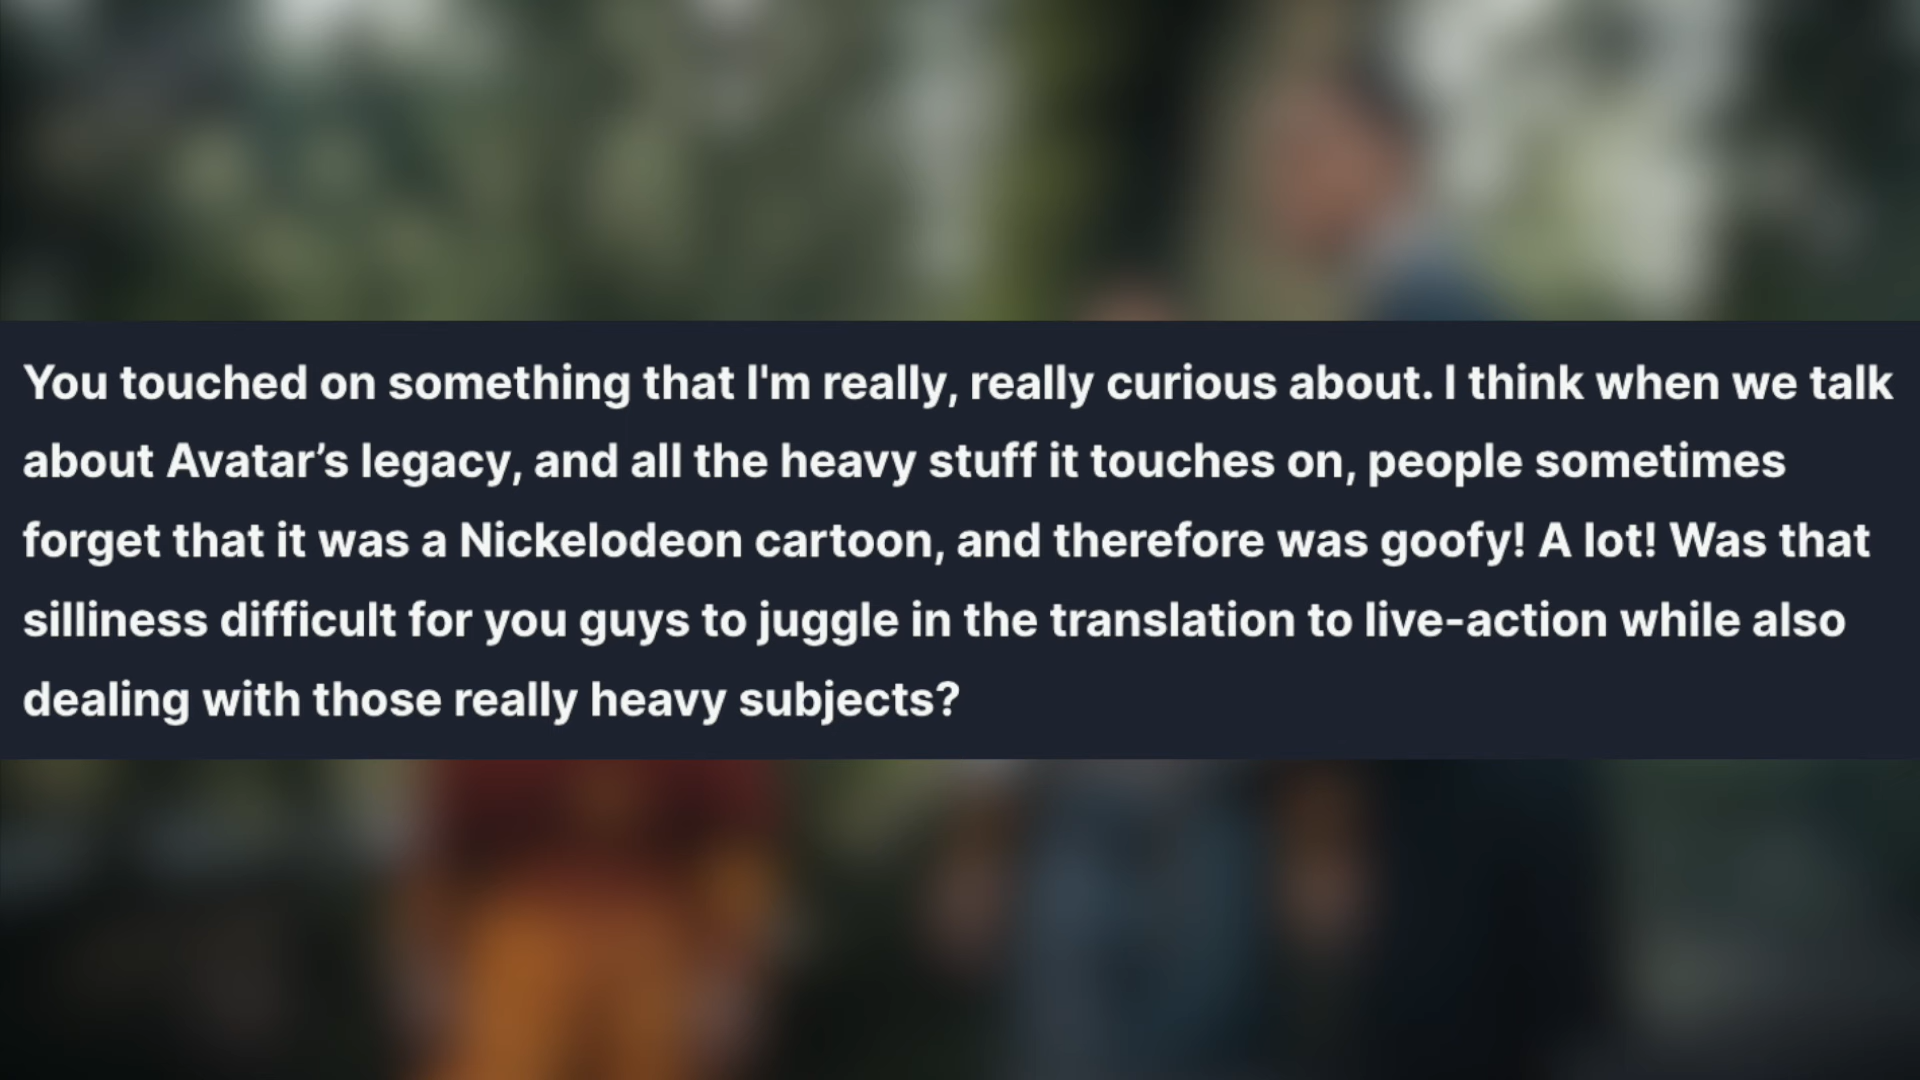 You touched on something that I'm really, really curious about. I think when we talk
about Avatar’s legacy, and all the heavy stuff it touches on, people sometimes
forget that it was a Nickelodeon cartoon, and therefore was goofy! A lot! Was that
silliness difficult for you guys to juggle in the translation to live-action while also
dealing with those really heavy subjects?